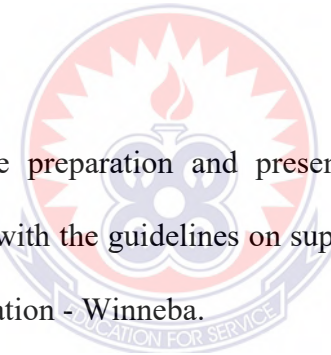 e preparation and presen
with the guidelines on sup
ation - Winneba.
EDUCATION FOR SERVICE